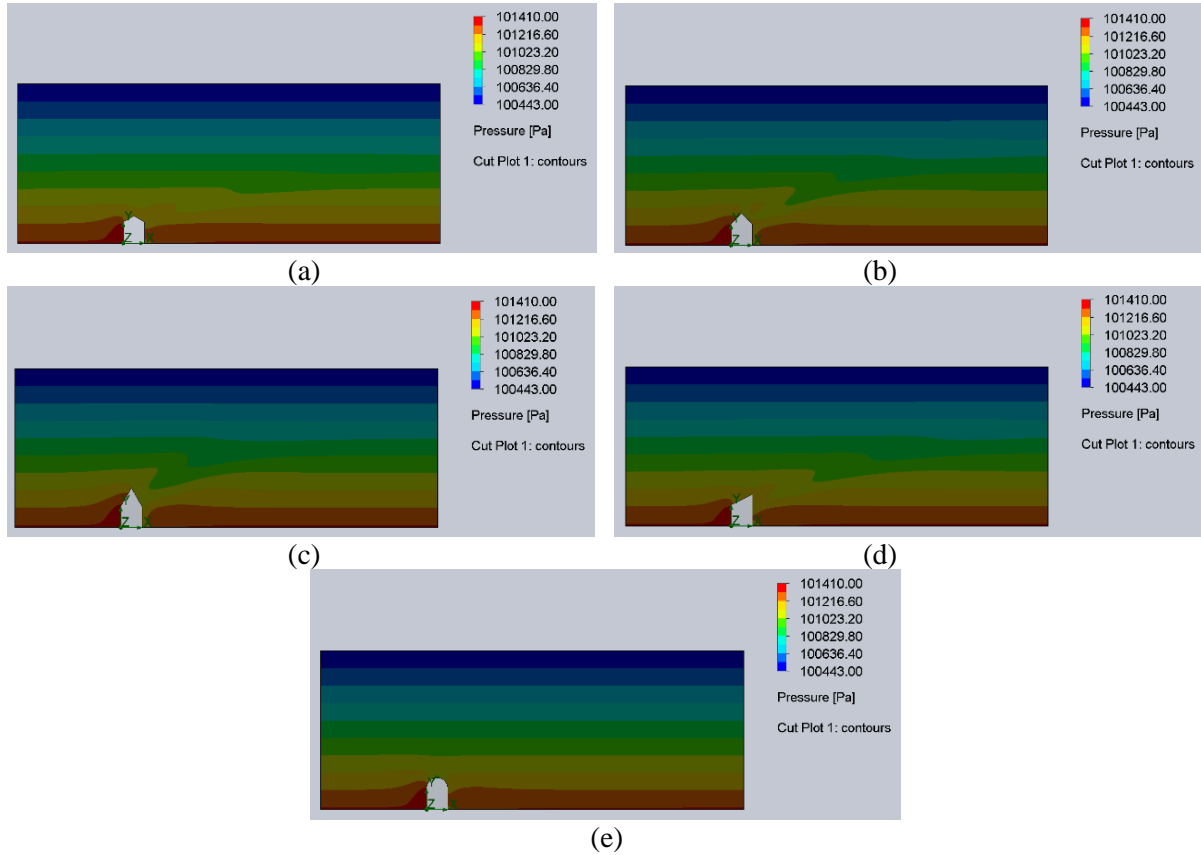 101410.00
101216.60
101023.20
100829.80
100636.40
100443.00
Pressure [Pa]
Cut Plot 1: contours
Y
Z X
(a)
101410.00
101216.60
101023.20
100829.80
100636.40
100443.00
Pressure [Pa]
Cut Plot 1: contours
Y
Z X
(b)
101410.00
101216.60
101023.20
100829.80
100636.40
100443.00
Pressure [Pa]
Cut Plot 1: contours
Y
Z X
(c)
101410.00
101216.60
101023.20
100829.80
100636.40
100443.00
Pressure [Pa]
Cut Plot 1: contours
Y
Z X
(d)
101410.00
101216.60
101023.20
100829.80
100636.40
100443.00
Pressure [Pa]
Cut Plot 1: contours
Y
Z X
(e)